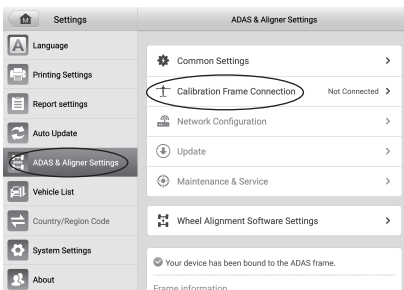 Settings
ADAS & Aligner Settings
Language
Printing Settings
Report settings
Auto Update
ADAS & Aligner Settings
Vehicle List
Country/Region Code
System Settings
About
Common Settings
Calibration Frame Connection Not Connected
Network Configuration
Update
Maintenance & Service
Wheel Alignment Software Settings
Your device has been bound to the ADAS frame.
Frame information